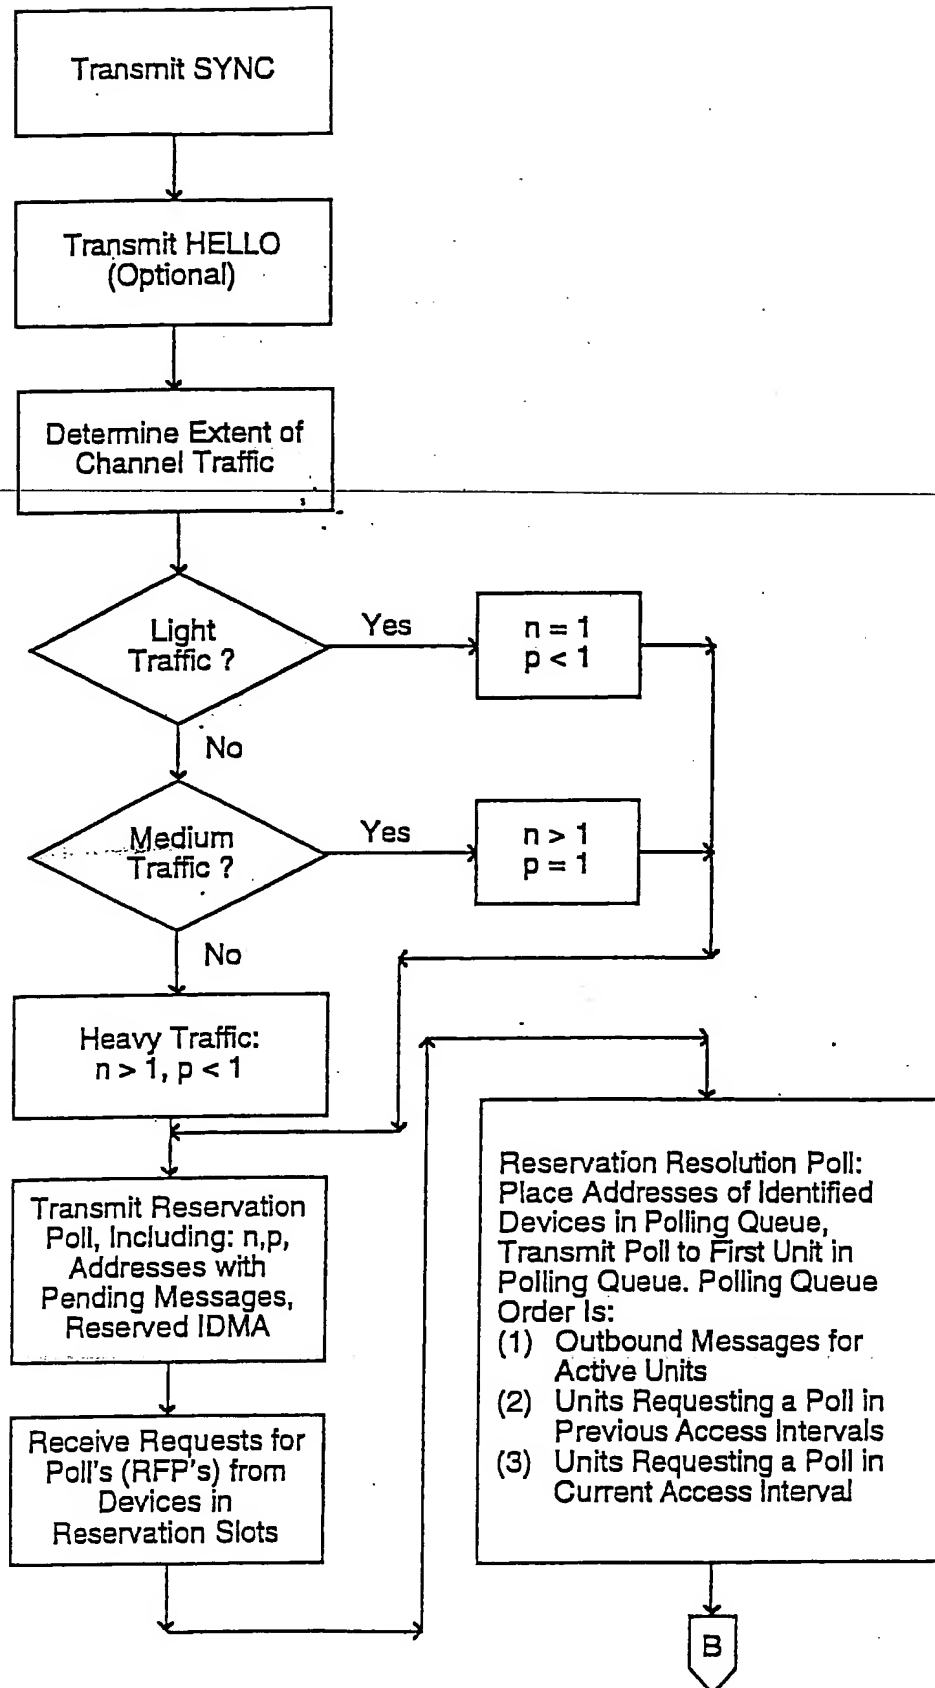 Transmit SYNC
Transmit HELLO
(Optional)
Determine Extent of
Channel Traffic
Light
Traffic ?
Yes
n = 1
p < 1
No
Medium
Traffic ?
Yes
n > 1
p = 1
No
Heavy Traffic:
n > 1, p < 1
Transmit Reservation
Poll, Including: n,p,
Addresses with
Pending Messages,
Reserved IDMA
Receive Requests for
Poll's (RFP's) from
Devices in
Reservation Slots
Reservation Resolution Poll:
Place Addresses of Identified
Devices in Polling Queue,
Transmit Poll to First Unit in
Polling Queue. Polling Queue
Order Is:
(1) Outbound Messages for
Active Units
(2) Units Requesting a Poll in
Previous Access Intervals
(3) Units Requesting a Poll in
Current Access Interval
B